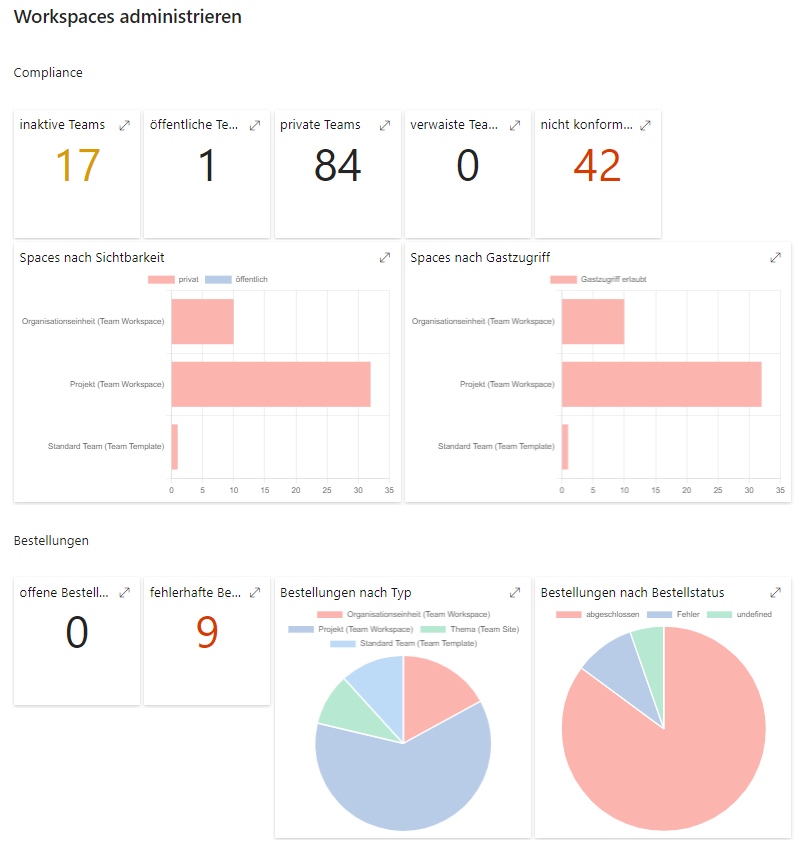 Workspaces administrieren
Compliance
inaktive Teams
17
öffentliche Te...
1
private Teams
84
verwaiste Tea...
0
nicht konform...
42
Spaces nach Sichtbarkeit
privat öffentlich
Organisationseinheit (Team Workspace)
Projekt (Team Workspace)
Standard Team (Team Template)
0 5 10 15 20 25 30 35
Spaces nach Gastzugriff
Gastzugriff erlaubt
Organisationseinheit (Team Workspace)
Projekt (Team Workspace)
Standard Team (Team Template)
0 5 10 15 20 25 30 35
Bestellungen
offene Bestell...
0
fehlerhafte Be...
9
Bestellungen nach Typ
Organisationseinheit (Team Workspace)
Projekt (Team Workspace) Thema (Team Site)
Standard Team (Team Template)
Bestellungen nach Bestellstatus
abgeschlossen Fehler undefined